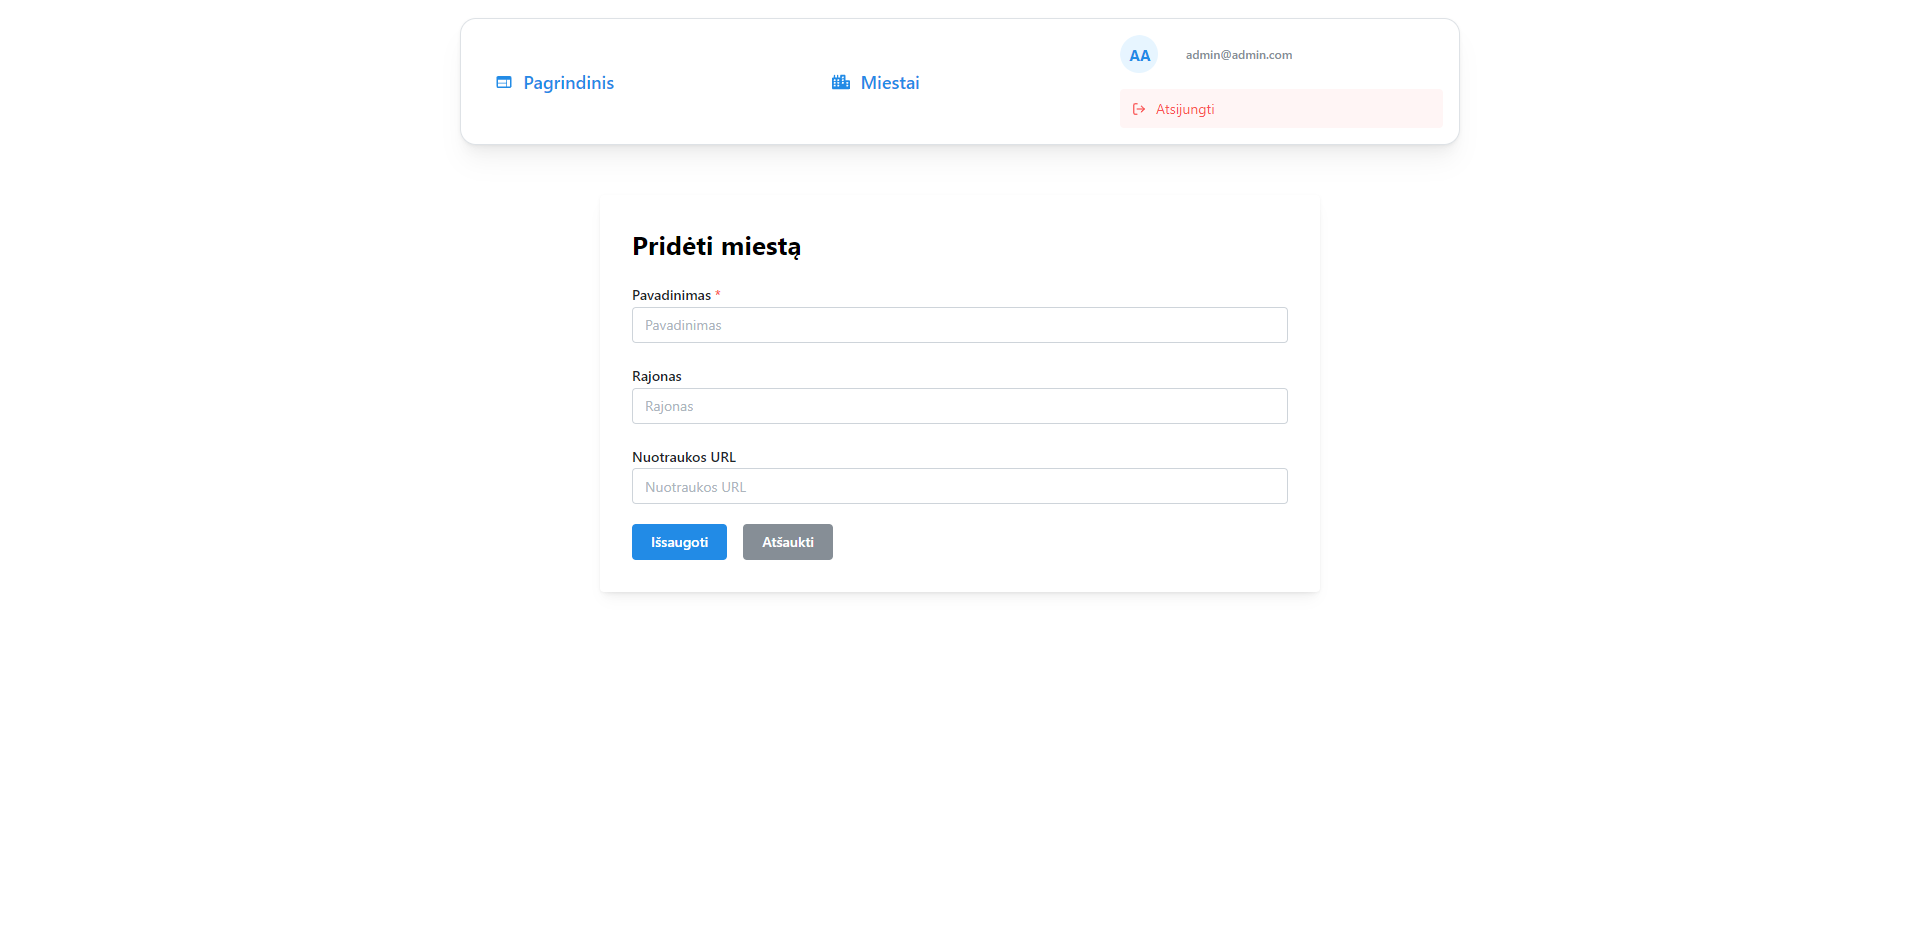 Pagrindinis
Miestai
AA
admin@admin.com
Atsijungti
Pridėti miestą
Pavadinimas *
Pavadinimas
Rajonas
Rajonas
Nuotraukos URL
Nuotraukos URL
Išsaugoti
Atšaukti